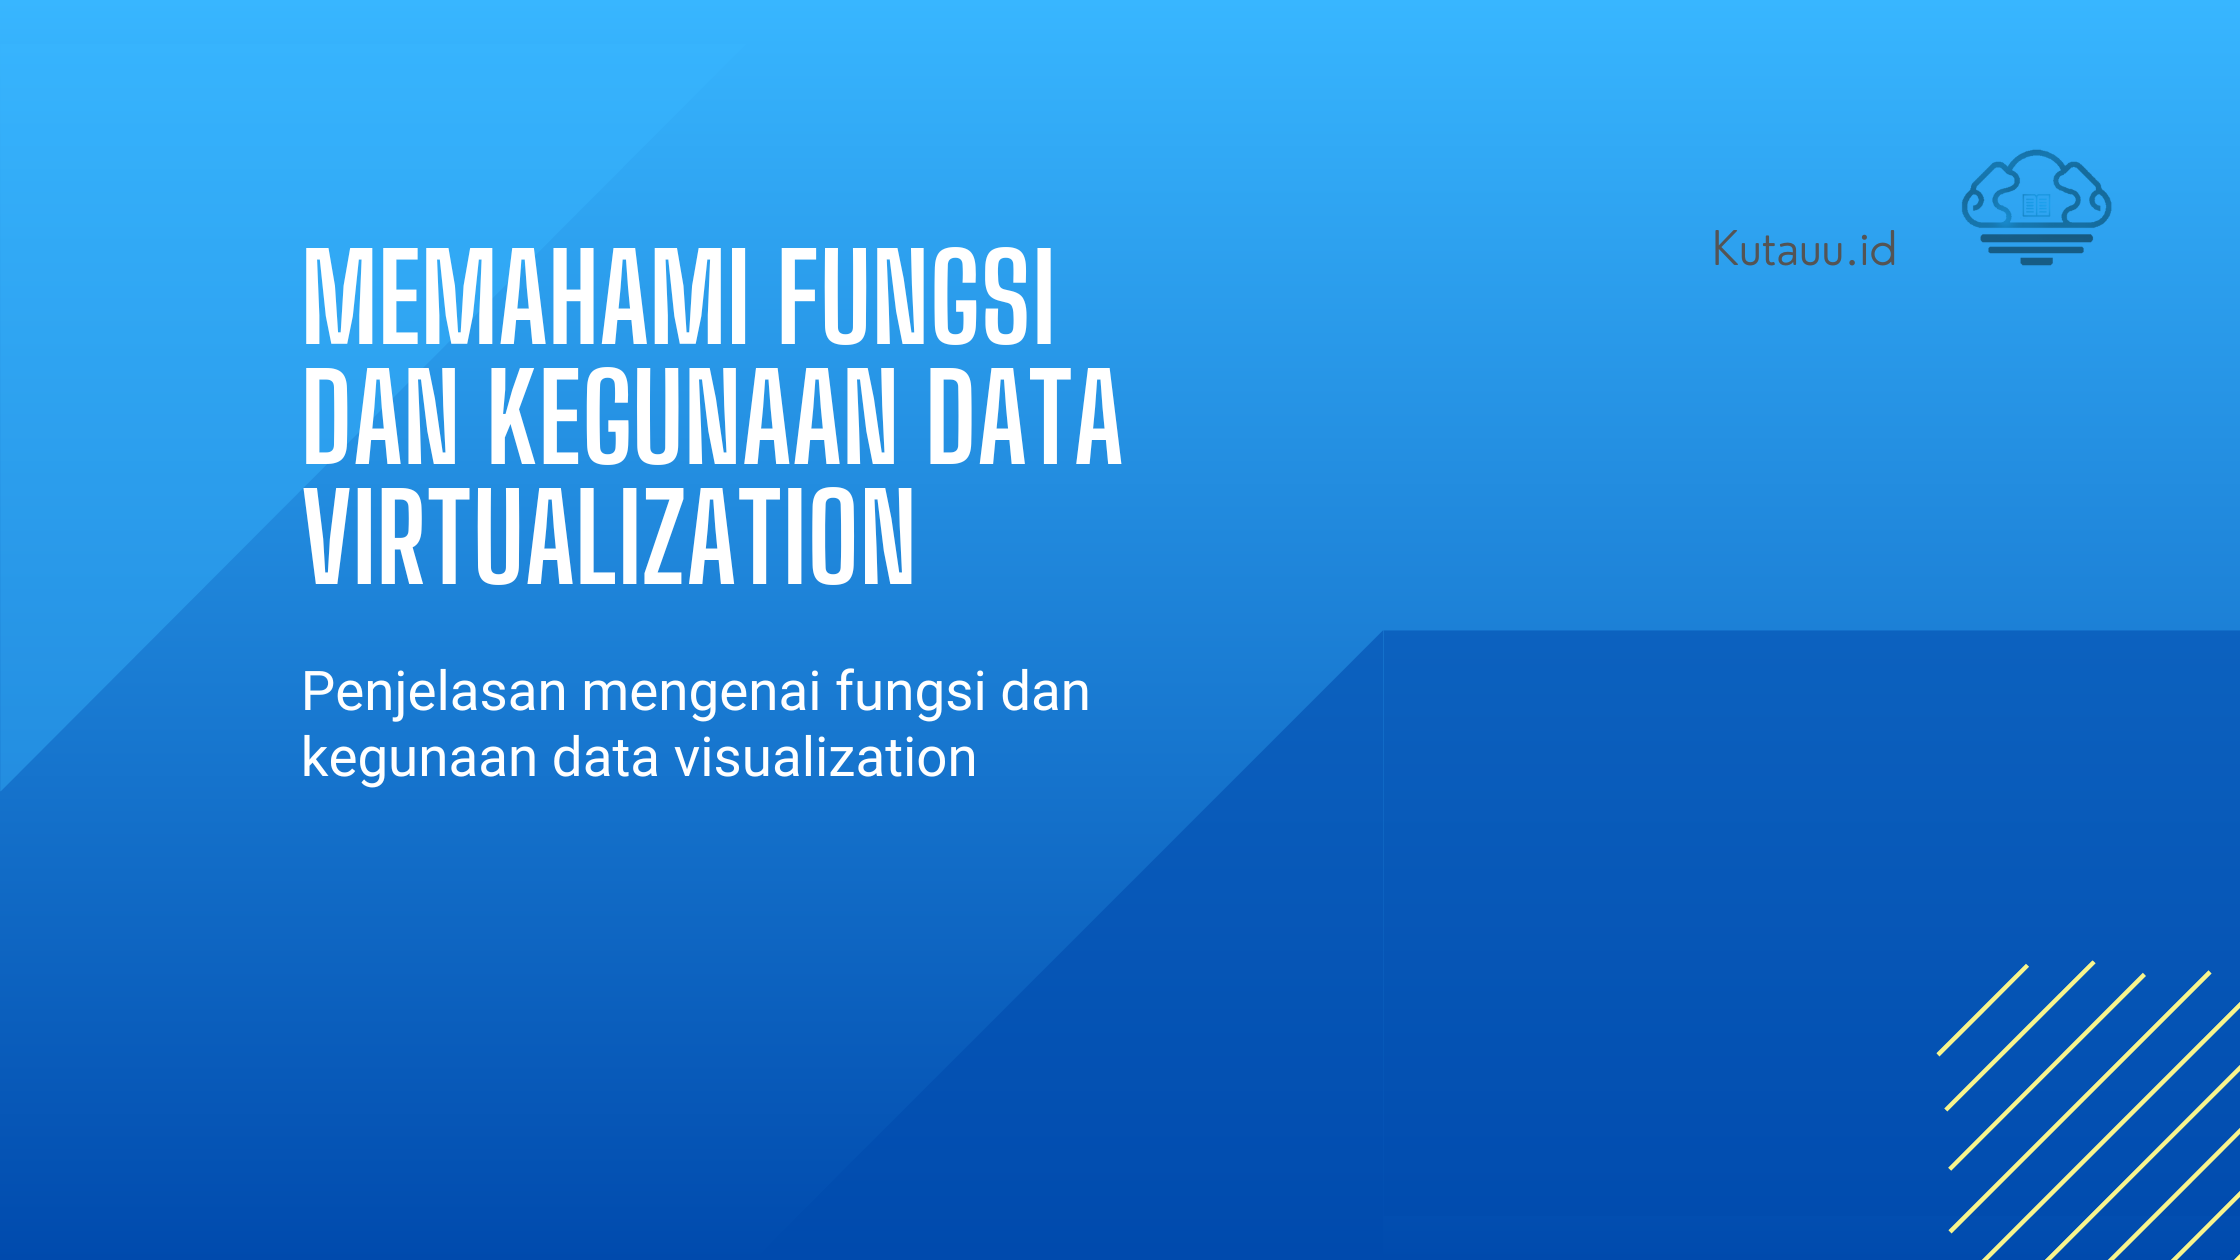 MEMAHAMI FUNGSI
DAN KEGUNAAN DATA
VIRTUALIZATION
Penjelasan mengenai fungsi dan
kegunaan data visualization
Kutauu.id